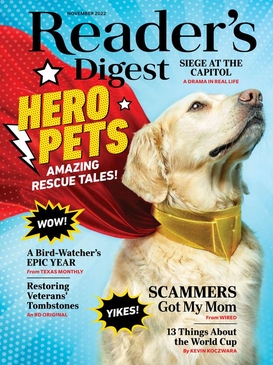 NOVEMBER 2022
Reader's
Digest
SIEGE AT THE
CAPITOL
A DRAMA IN REAL LIFE
HERO
PETS
AMAZING
RESCUE TALES!
WOW!
A Bird-Watcher's
EPIC YEAR
From TEXAS MONTHLY
Restoring
Veterans'
Tombstones
An RD ORIGINAL
YIKES!
SCAMMERS
Got My Mom
From WIRED
13 Things About
the World Cup
By KEVIN KOCZWARA